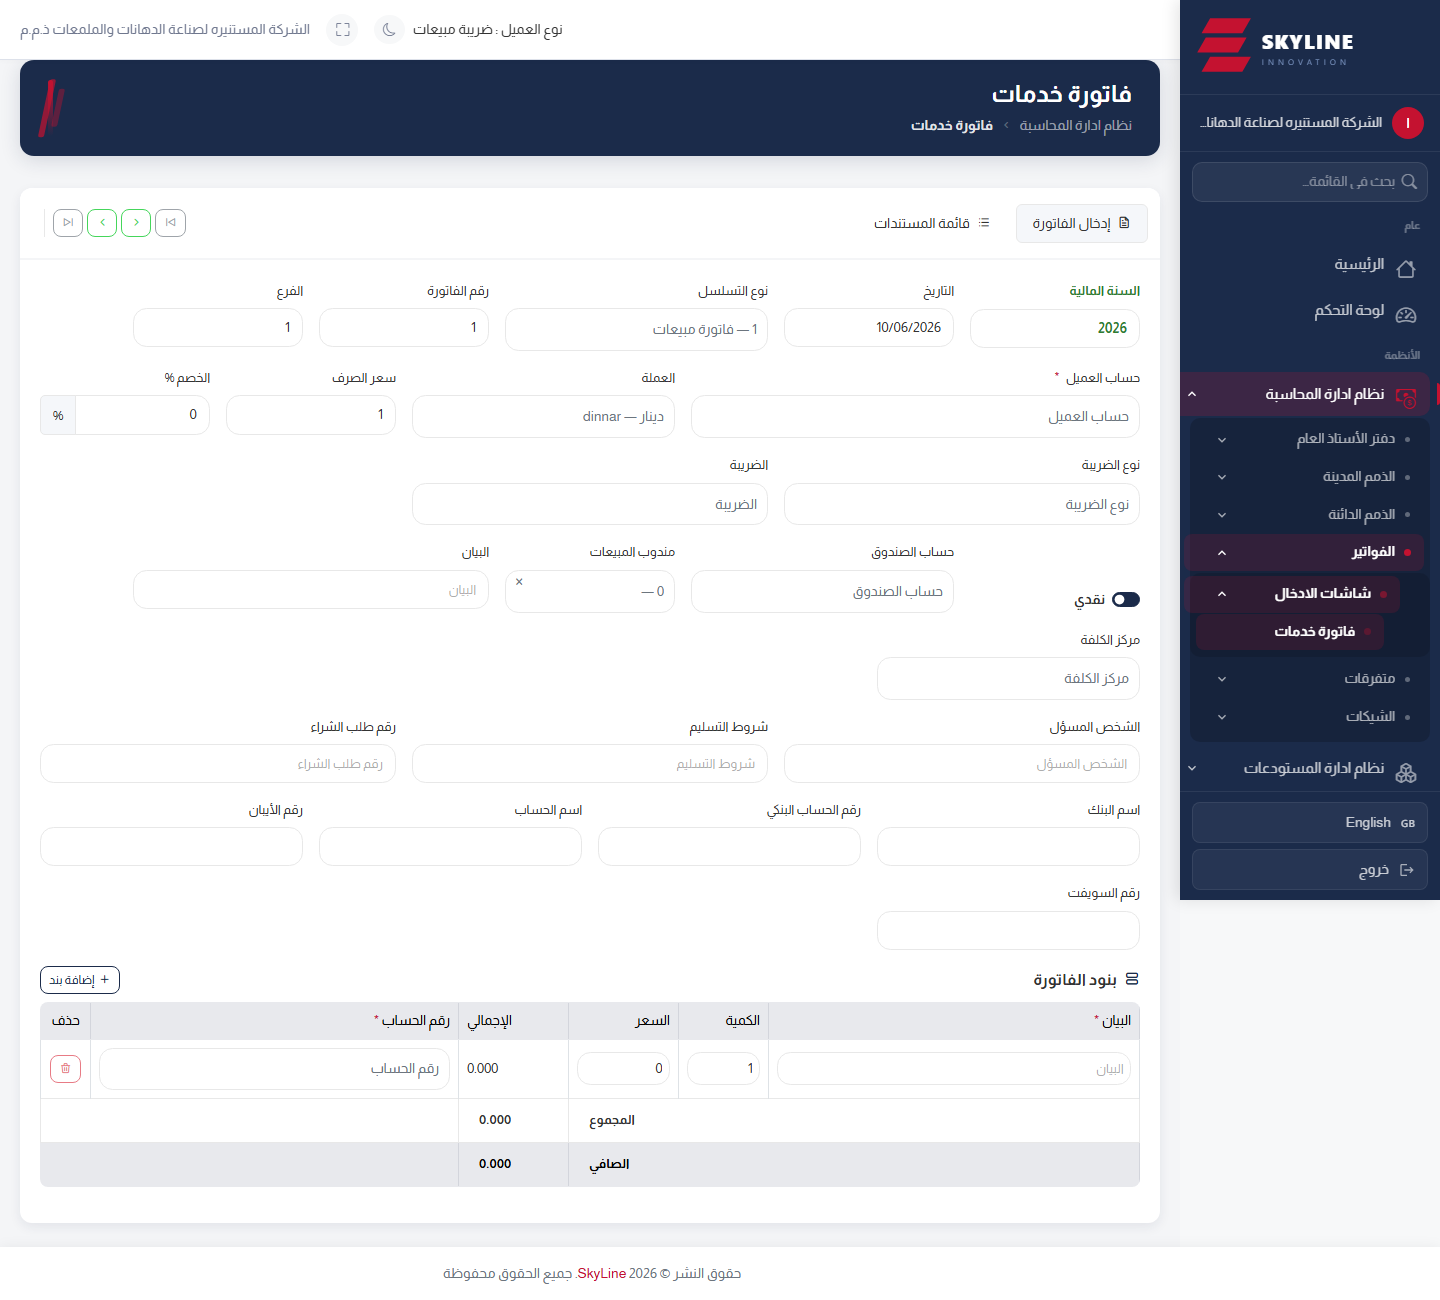 SKYLINE
INNOVATION
ا
الشركة المستنيره لصناعة الدهانا...
بحث في القائمة...
عام
الرئيسية
لوحة التحكم
الأنظمة
نظام ادارة المحاسبة
دفتر الأستاذ العام
الذمم المدينة
الذمم الدائنة
الفواتير
شاشات الادخال
فاتورة خدمات
متفرقات
الشيكات
نظام ادارة المستودعات
GB English
خروج
نوع العميل : ضريبة مبيعات
الشركة المستنيره لصناعة الدهانات والملمعات ذ.م.م
فاتورة خدمات
نظام ادارة المحاسبة › فاتورة خدمات
إدخال الفاتورة
قائمة المستندات
السنة المالية التاريخ نوع التسلسل رقم الفاتورة الفرع
2026 10/06/2026 1 — فاتورة مبيعات 1 1
حساب العميل * العملة سعر الصرف الخصم %
حساب العميل دينار — dinnar 1 0 %
نوع الضريبة الضريبة
نوع الضريبة الضريبة
حساب الصندوق مندوب المبيعات البيان
نقدي حساب الصندوق 0 — × البيان
مركز الكلفة
مركز الكلفة
الشخص المسؤل شروط التسليم رقم طلب الشراء
الشخص المسؤل شروط التسليم رقم طلب الشراء
اسم البنك رقم الحساب البنكي اسم الحساب رقم الأيبان
رقم السويفت
بنود الفاتورة
+ إضافة بند
البيان * الكمية السعر الإجمالي رقم الحساب * حذف
البيان 1 0 0.000 رقم الحساب
المجموع 0.000
الصافي 0.000
حقوق النشر © 2026 SkyLine. جميع الحقوق محفوظة